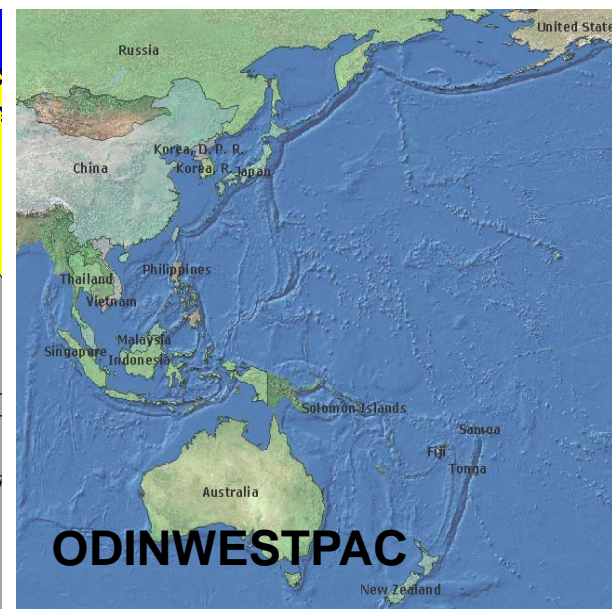 United State
Russia
Korea, D. P. R.
China
Korea, R.
Japan
Thailand
Philippines
Vietnam
Malaysia
Singapore
Indonesia
Solomon Islands
Samoa
Fiji
Tonga
Australia
ODINWESTPAC
New Zealand